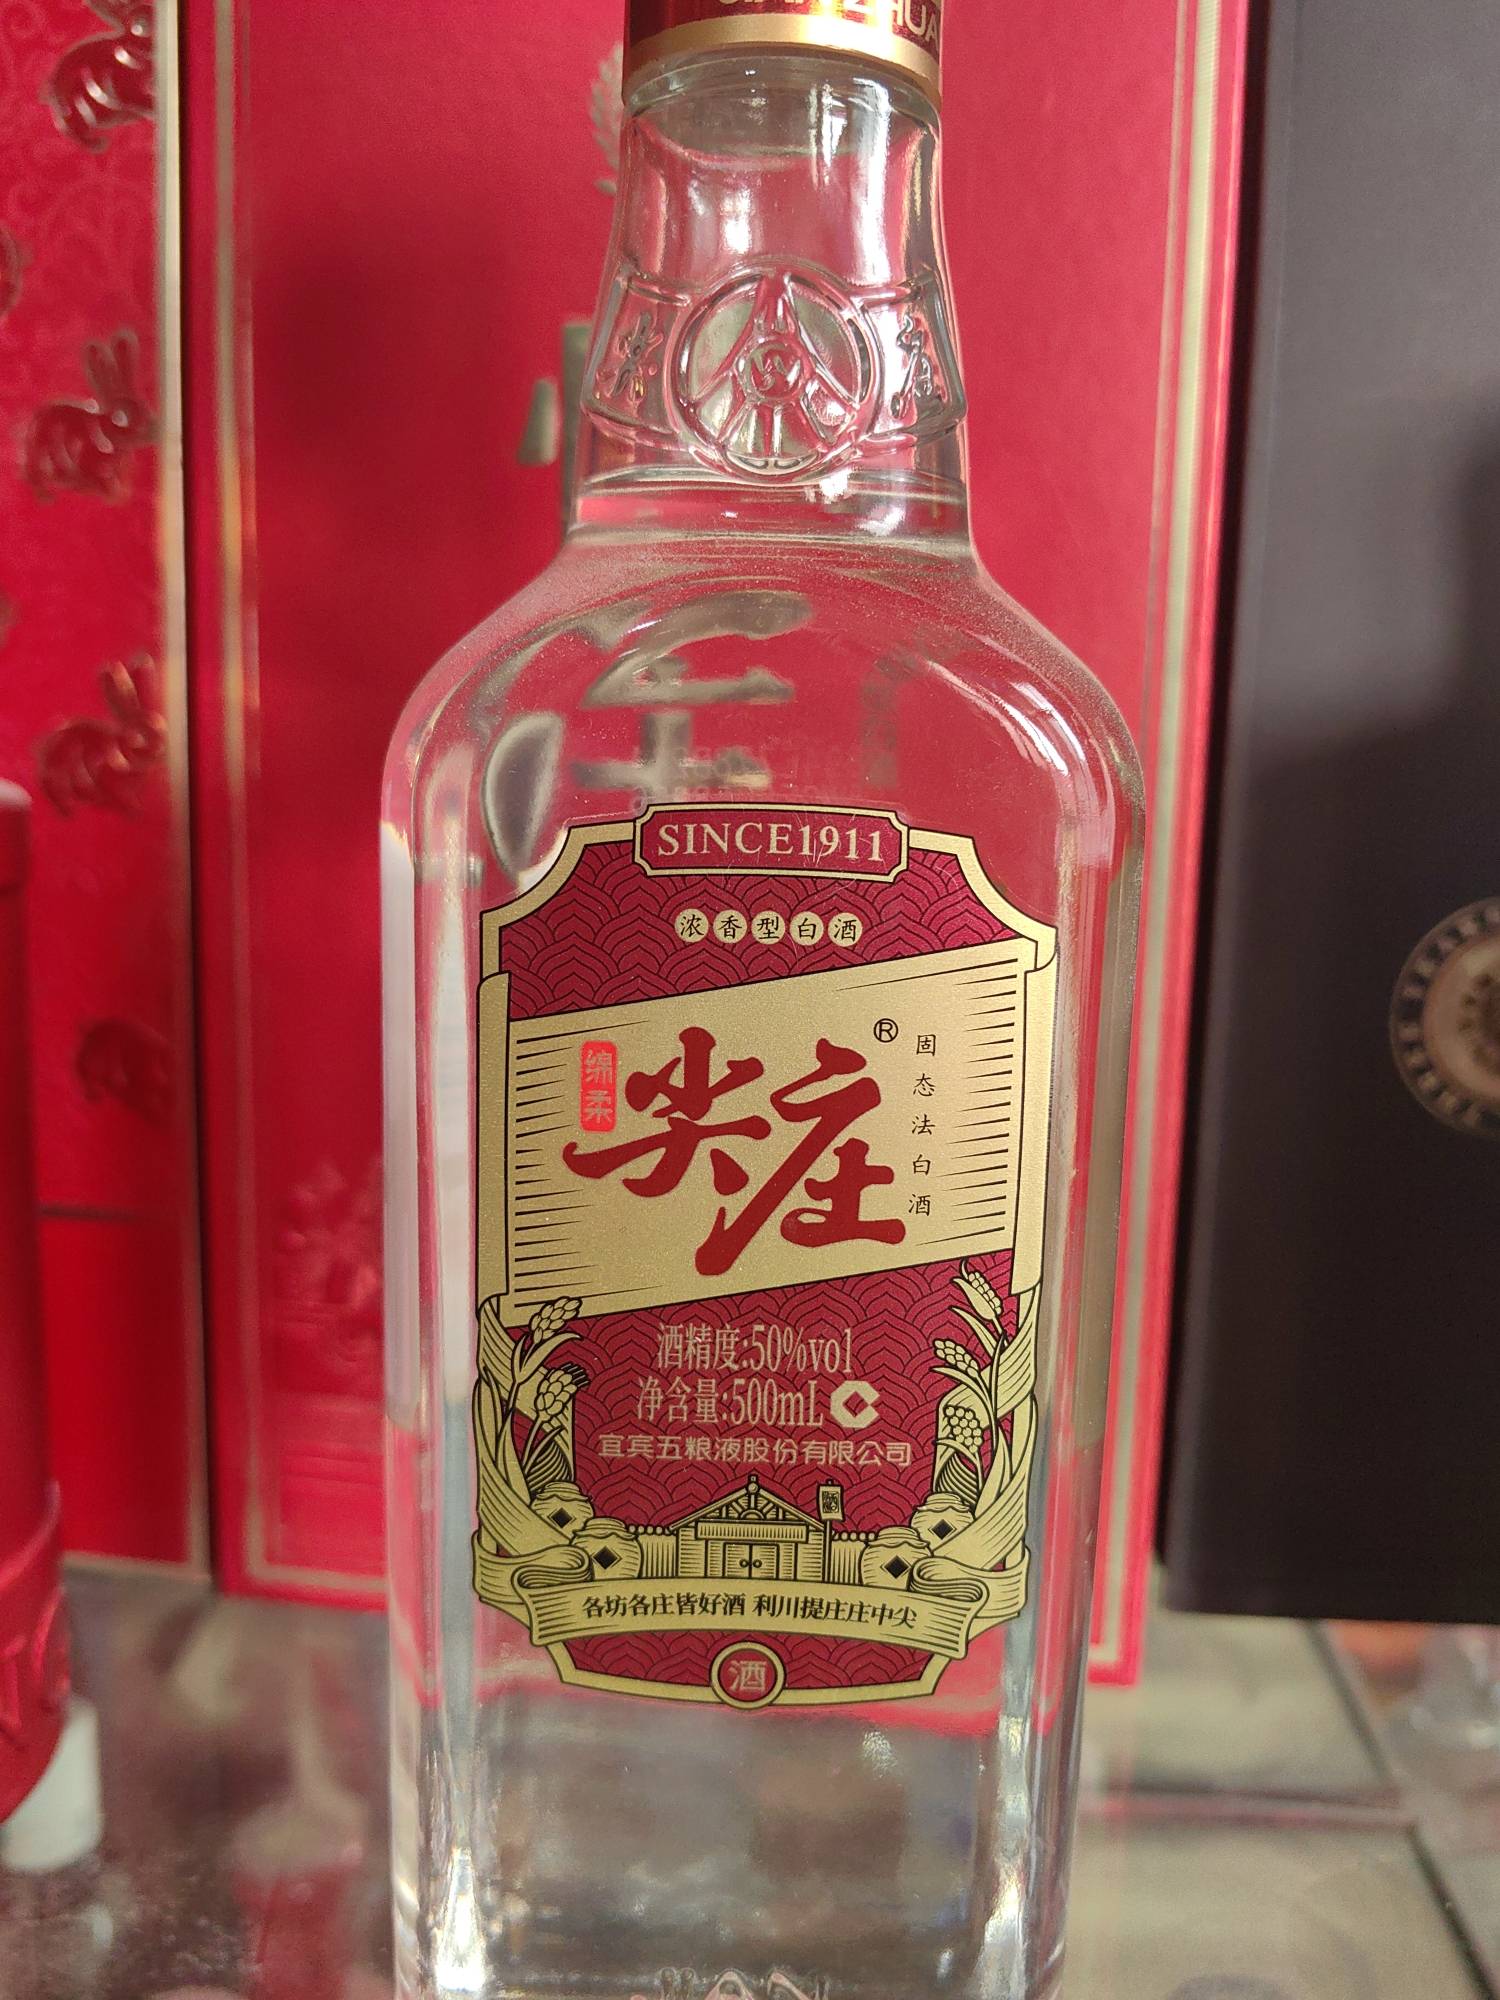 SINCE1911
浓香型白酒
绵柔
尖庄®
固态法白酒
酒精度:50%vol
净含量:500mL C
宜宾五粮液股份有限公司
酒
各坊各庄皆好酒 利川提庄庄中尖
酒